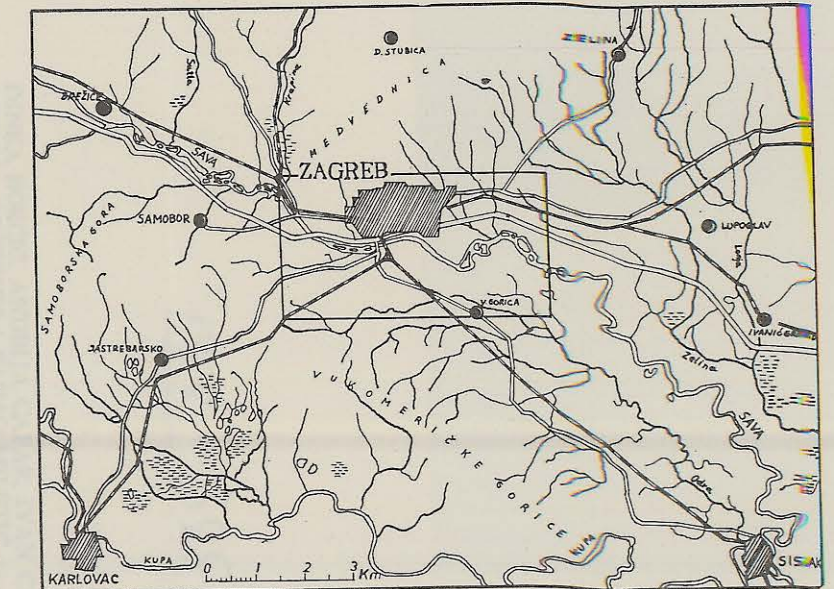 D. STUBICA
ZELINA
Sutla
Krapina
BREŽICE
MEDVEDNICA
SAVA
ZAGREB
SAMOBOR
SAMOBORSKA GORA
LUPOGLAV
Lonja
V. GORICA
JASTREBARSKO
Zelina
VUKOMERIČKE GORICE
SAVA
Odra
KUPA
KUPA
SISAK
KARLOVAC
0 1 2 3 Km